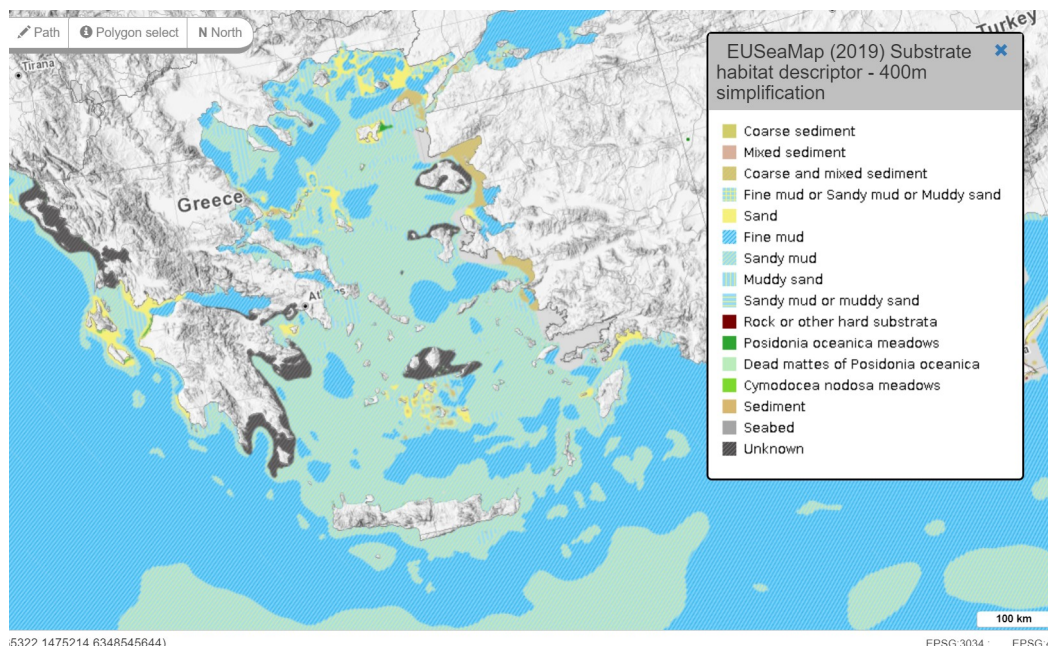 Path
Polygon select
N North
Turkey
Tirana
Greece
EUSeaMap (2019) Substrate
habitat descriptor - 400m
simplification
Coarse sediment
Mixed sediment
Coarse and mixed sediment
Fine mud or Sandy mud or Muddy sand
Sand
Fine mud
Sandy mud
Muddy sand
Sandy mud or muddy sand
Rock or other hard substrata
Posidonia oceanica meadows
Dead mattes of Posidonia oceanica
Cymodocea nodosa meadows
Sediment
Seabed
Unknown
100 km
5322,1475214.6348545644)
EPSG:3034 :